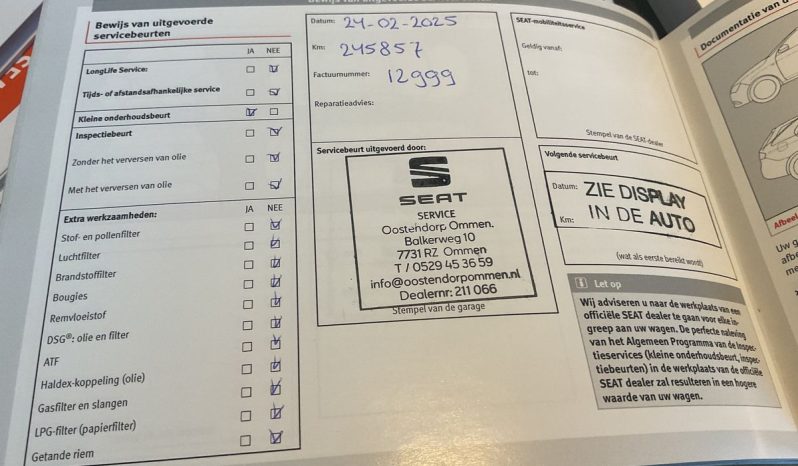 Bewijs van uitgevoerde
servicebeurten
JA NEE
LongLife Service:
Tijds- of afstandsafhankelijke service
Kleine onderhoudsbeurt
Inspectiebeurt
Zonder het verversen van olie
Met het verversen van olie
Extra werkzaamheden: JA NEE
Stof- en pollenfilter
Luchtfilter
Brandstoffilter
Bougies
Remvloeistof
DSG®: olie en filter
ATF
Haldex-koppeling (olie)
Gasfilter en slangen
LPG-filter (papierfilter)
Getande riem
Datum: 24-02-2025
Km: 245857
Factuurnummer: 12999
Reparatieadvies:
Servicebeurt uitgevoerd door:
SEAT
SERVICE
Oostendorp Ommen.
Balkerweg 10
7731 RZ Ommen
T / 0529 45 36 59
info@oostendorpommen.nl
Dealernr: 211 066
Stempel van de garage
SEAT-mobiliteitsservice
Geldig vanaf:
tot:
Stempel van de SEAT-dealer
Volgende servicebeurt
Datum: ZIE DISPLAY
Km: IN DE AUTO
(wat als eerste bereikt wordt)
Let op
Wij adviseren u naar de werkplaats van een
officiële SEAT dealer te gaan voor elke in-
greep aan uw wagen. De perfecte naleving
van het Algemeen Programma van de Inspec-
tieservices (kleine onderhoudsbeurt, inspec-
tiebeurten) in de werkplaats van de officiële
SEAT dealer zal resulteren in een hogere
waarde van uw wagen.
Documentatie van